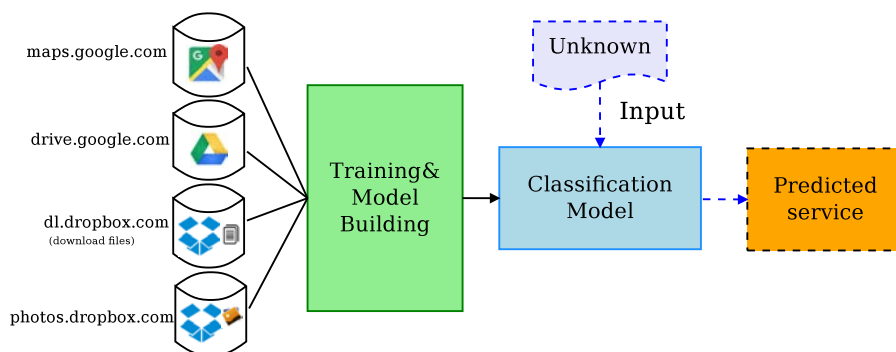 maps.google.com
drive.google.com
dl.dropbox.com
(download files)
photos.dropbox.com
Training&
Model
Building
Unknown
Input
Classification
Model
Predicted
service